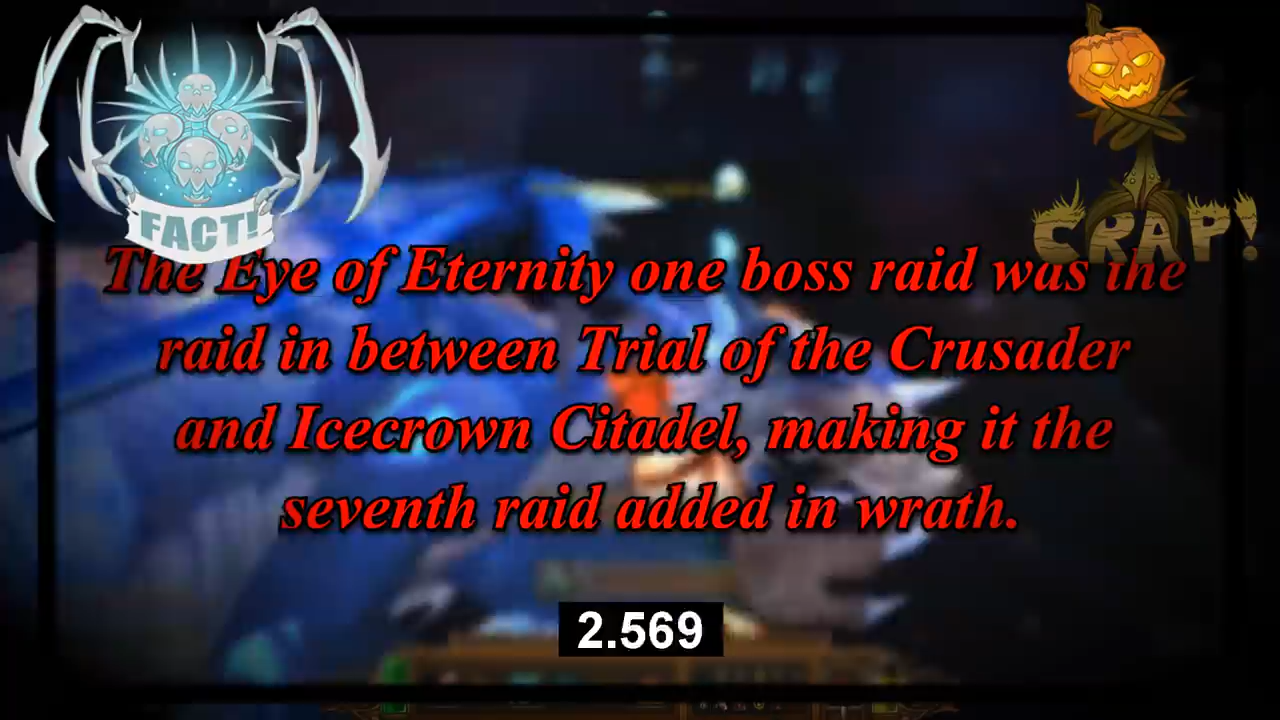 FACT!
CRAP!
The Eye of Eternity one boss raid was the
raid in between Trial of the Crusader
and Icecrown Citadel, making it the
seventh raid added in wrath.
2.569